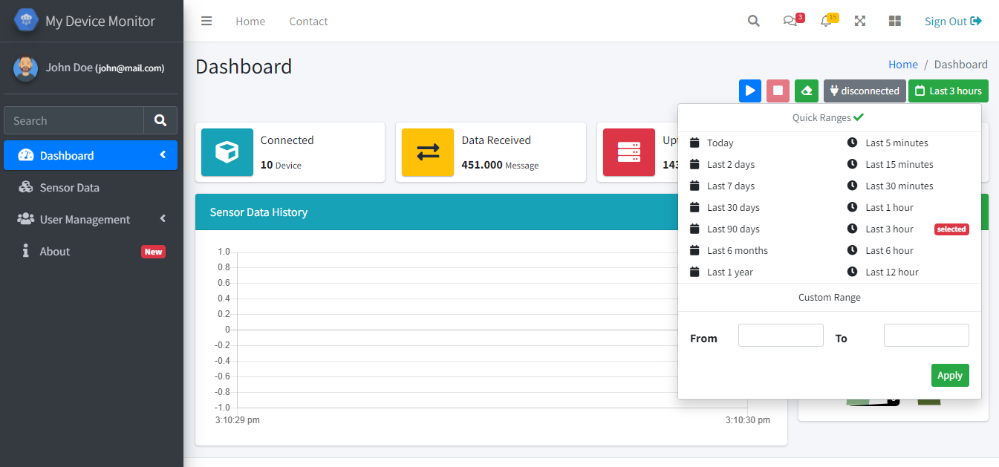 My Device Monitor
Home
Contact
3
15
Sign Out
John Doe (john@mail.com)
Search
Dashboard
Sensor Data
User Management
About
New
Dashboard
Home / Dashboard
disconnected
Last 3 hours
Connected
10 Device
Data Received
451.000 Message
Sensor Data History
1.0
0.8
0.6
0.4
0.2
0
-0.2
-0.4
-0.6
-0.8
-1.0
3:10:29 pm
3:10:30 pm
Quick Ranges
Today
Last 5 minutes
Last 2 days
Last 15 minutes
Last 7 days
Last 30 minutes
Last 30 days
Last 1 hour
Last 90 days
Last 3 hour
selected
Last 6 months
Last 6 hour
Last 1 year
Last 12 hour
Custom Range
From
To
Apply